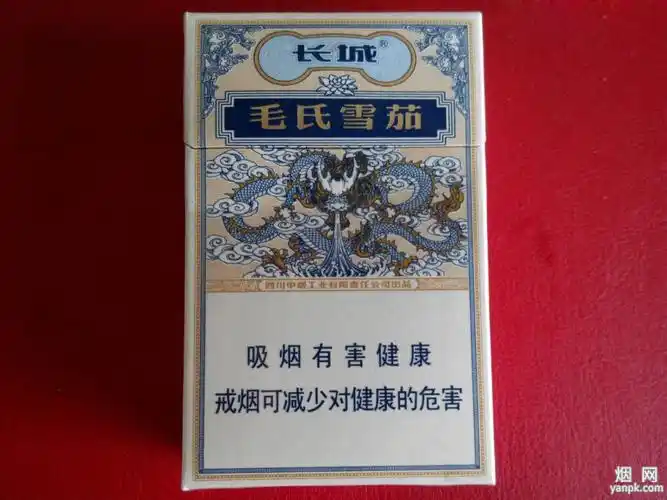 长城®
毛氏雪茄
四川中烟工业有限责任公司出品
吸烟有害健康
戒烟可减少对健康的危害
烟网
yanpk.com